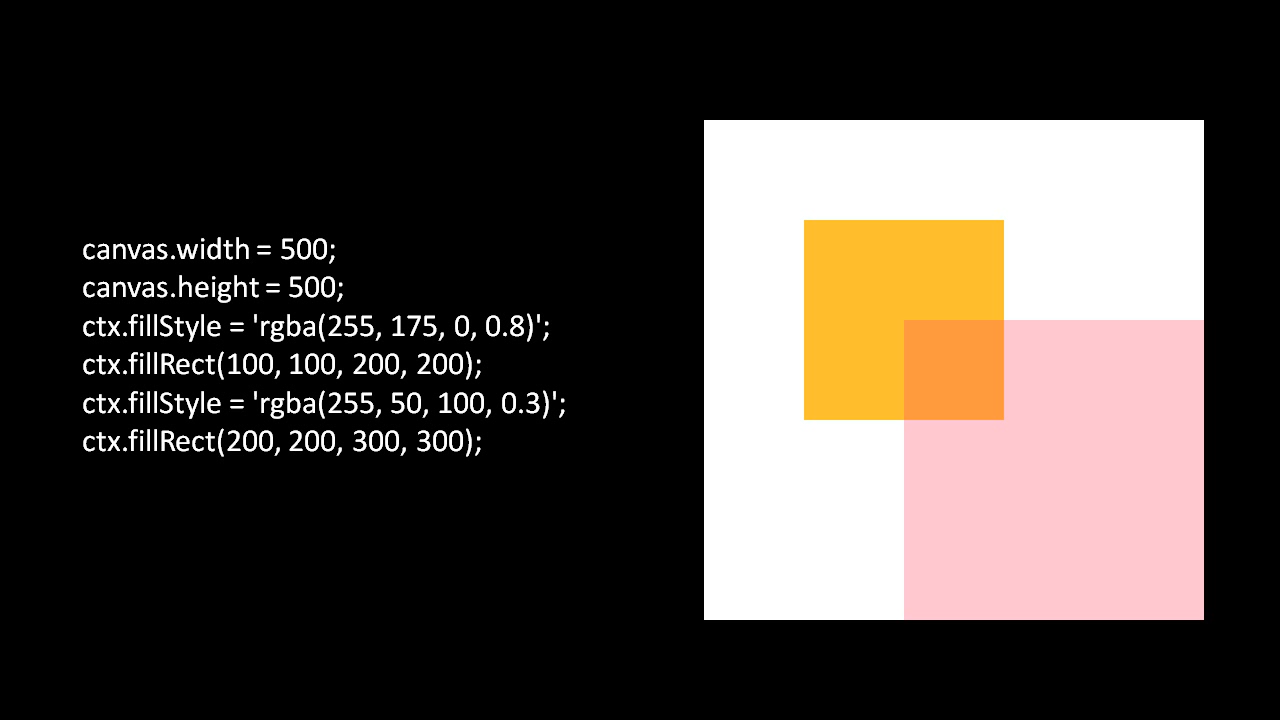 canvas.width = 500;
canvas.height = 500;
ctx.fillStyle = 'rgba(255, 175, 0, 0.8)';
ctx.fillRect(100, 100, 200, 200);
ctx.fillStyle = 'rgba(255, 50, 100, 0.3)';
ctx.fillRect(200, 200, 300, 300);